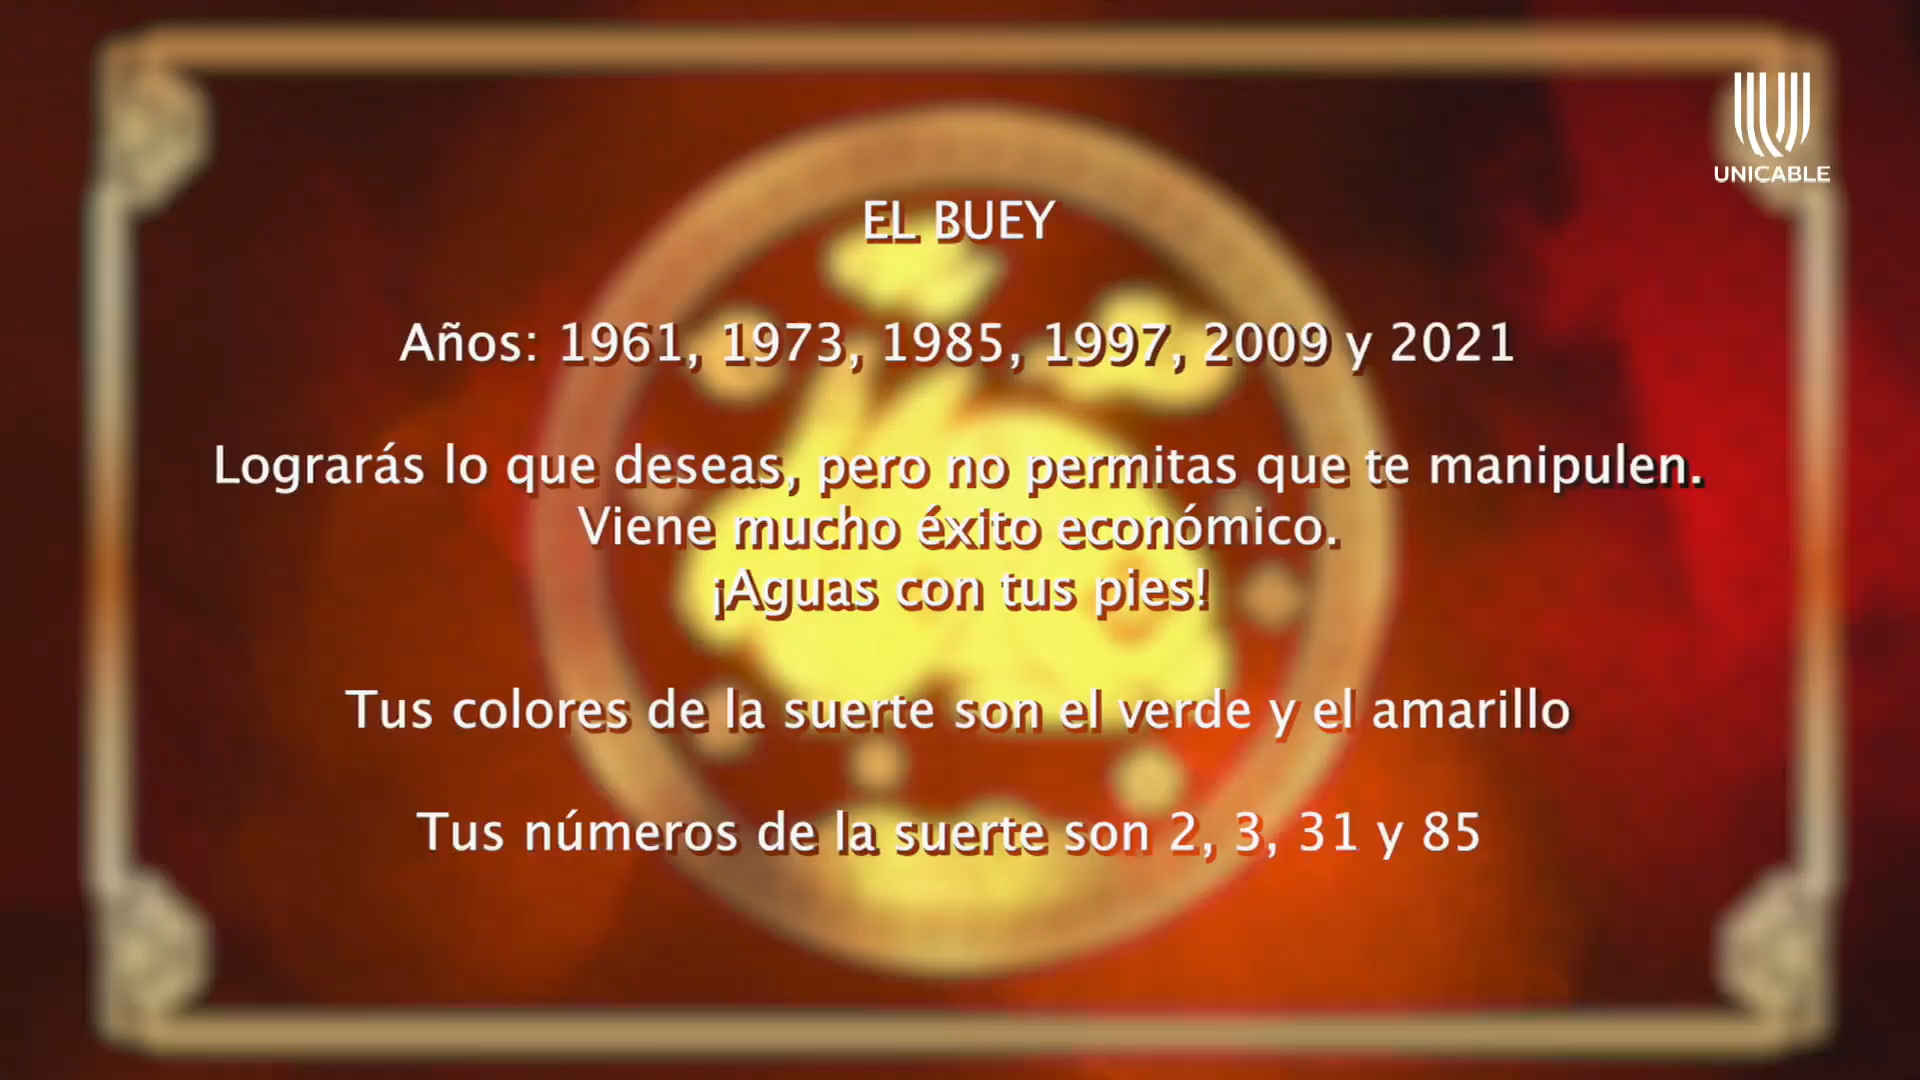 UNICABLE
EL BUEY
Años: 1961, 1973, 1985, 1997, 2009 y 2021
Lograrás lo que deseas, pero no permitas que te manipulen.
Viene mucho éxito económico.
¡Aguas con tus pies!
Tus colores de la suerte son el verde y el amarillo
Tus números de la suerte son 2, 3, 31 y 85